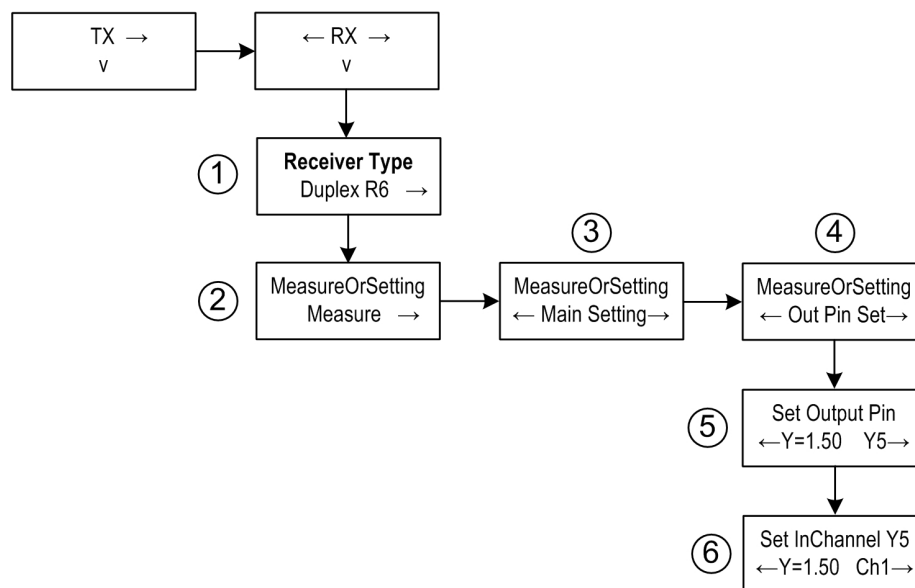 TX →
v
← RX →
v
1
Receiver Type
Duplex R6 →
2
MeasureOrSetting
Measure →
3
MeasureOrSetting
← Main Setting→
4
MeasureOrSetting
← Out Pin Set→
5
Set Output Pin
←Y=1.50 Y5→
6
Set InChannel Y5
←Y=1.50 Ch1→